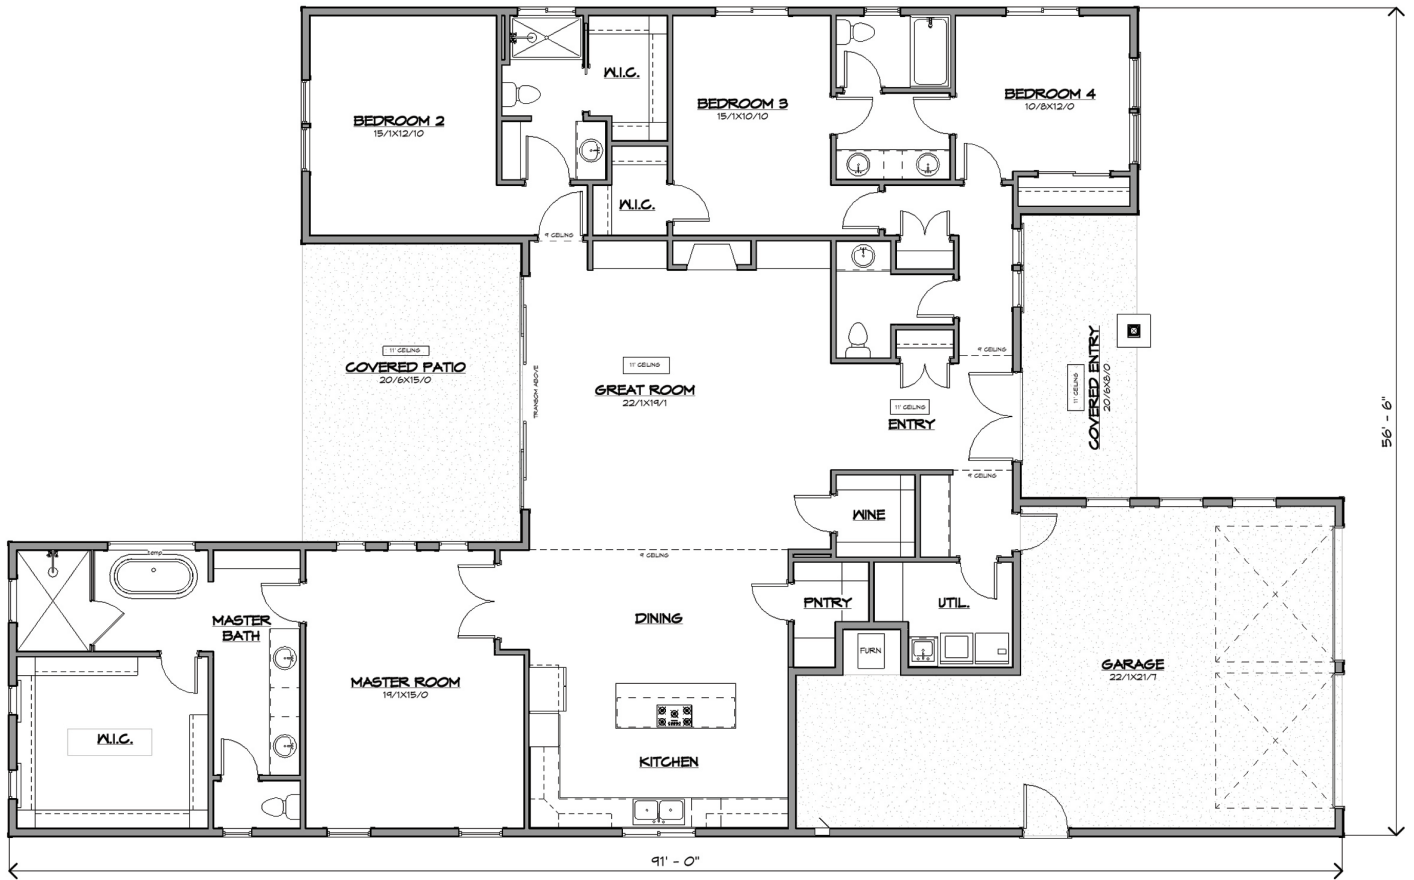 W.I.C.
BEDROOM 2
15/1X12/10
BEDROOM 3
15/1X10/10
BEDROOM 4
10/8X12/0
W.I.C.
9' CEILING
11' CEILING
COVERED PATIO
20/6X15/0
TRANSOM ABOVE
11' CEILING
GREAT ROOM
22/1X19/1
9' CEILING
11' CEILING
ENTRY
11' CEILING
COVERED ENTRY
20/6X8/0
9' CEILING
56' - 6"
WINE
temp.
9' CEILING
MASTER
BATH
DINING
PNTRY
UTIL.
FURN
MASTER ROOM
19/1X15/0
GARAGE
22/1X21/7
W.I.C.
KITCHEN
91' - 0"